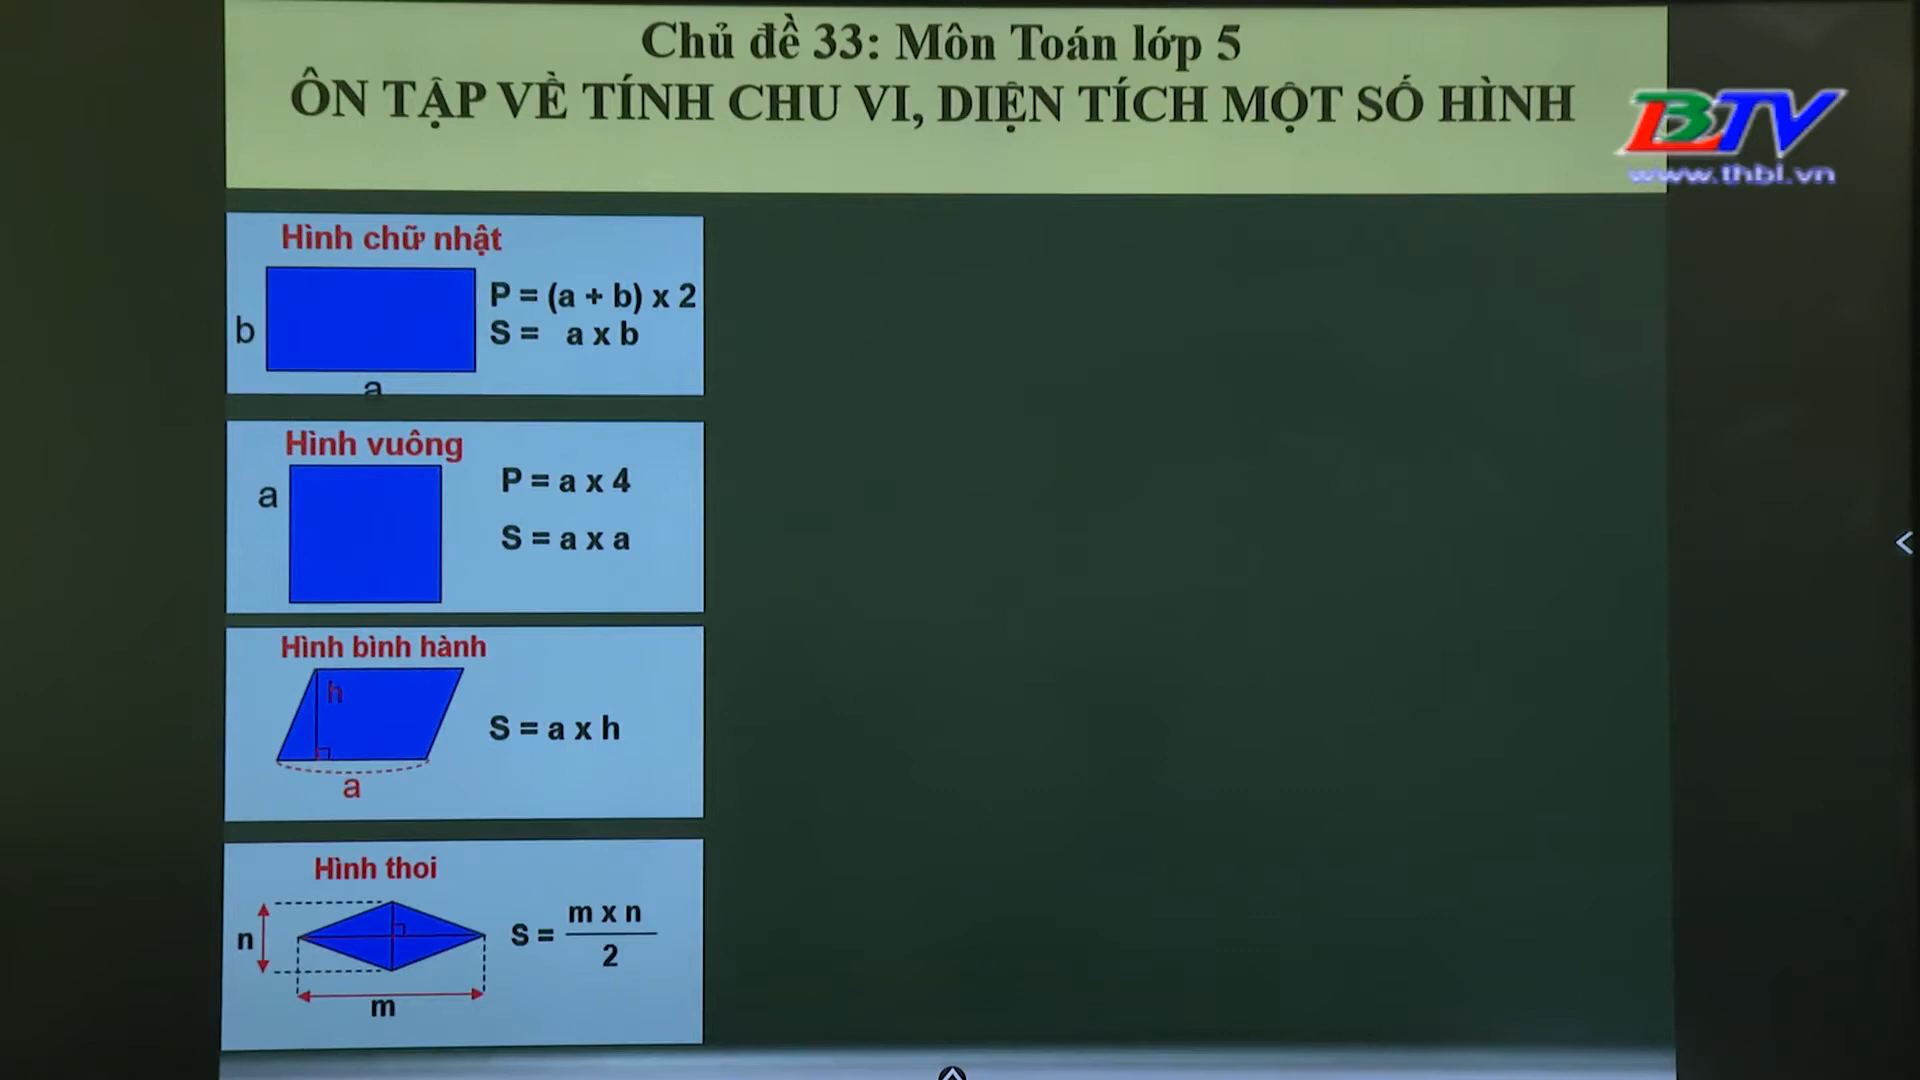 Chủ đề 33: Môn Toán lớp 5
ÔN TẬP VỀ TÍNH CHU VI, DIỆN TÍCH MỘT SỐ HÌNH
BTV
www.thbl.vn
Hình chữ nhật
P = (a + b) x 2
b
S = a x b
a
Hình vuông
a
P = a x 4
S = a x a
Hình bình hành
h
S = a x h
a
Hình thoi
n
S =
m x n
2
m